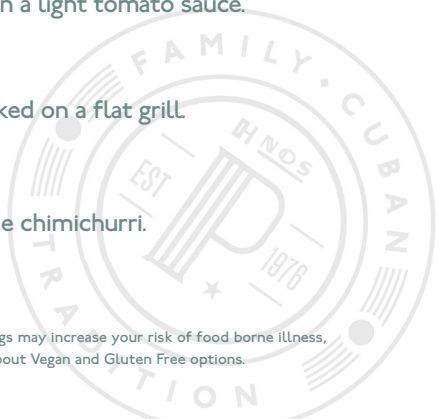 n a light tomato sauce.
FAMILY · CUBAN
HNOS
ked on a flat grill.
EST
P
1976
e chimichurri.
TRADITION
gs may increase your risk of food borne illness,
bout Vegan and Gluten Free options.